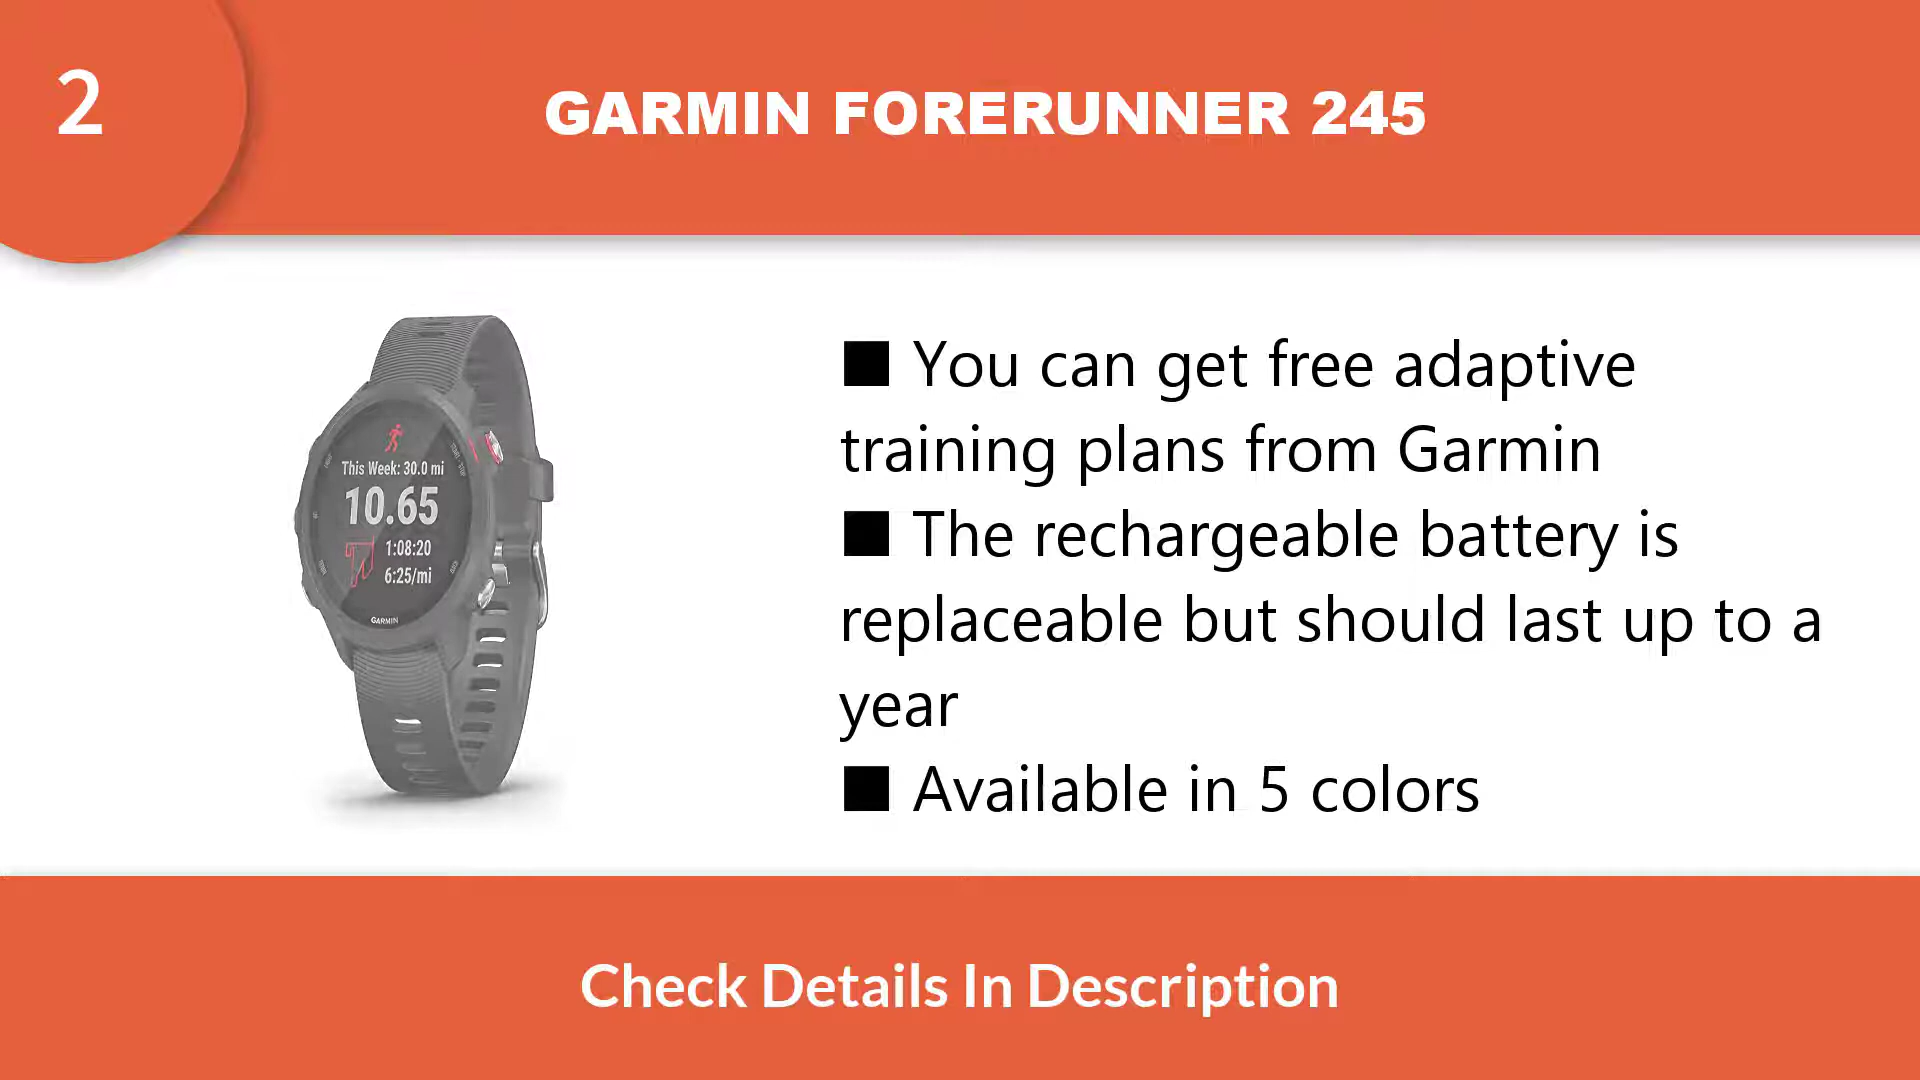 2
GARMIN FORERUNNER 245
This Week: 30.0 mi
10.65
1:08:20
6:25/mi
GARMIN
■ You can get free adaptive
training plans from Garmin
■ The rechargeable battery is
replaceable but should last up to a
year
■ Available in 5 colors
Check Details In Description